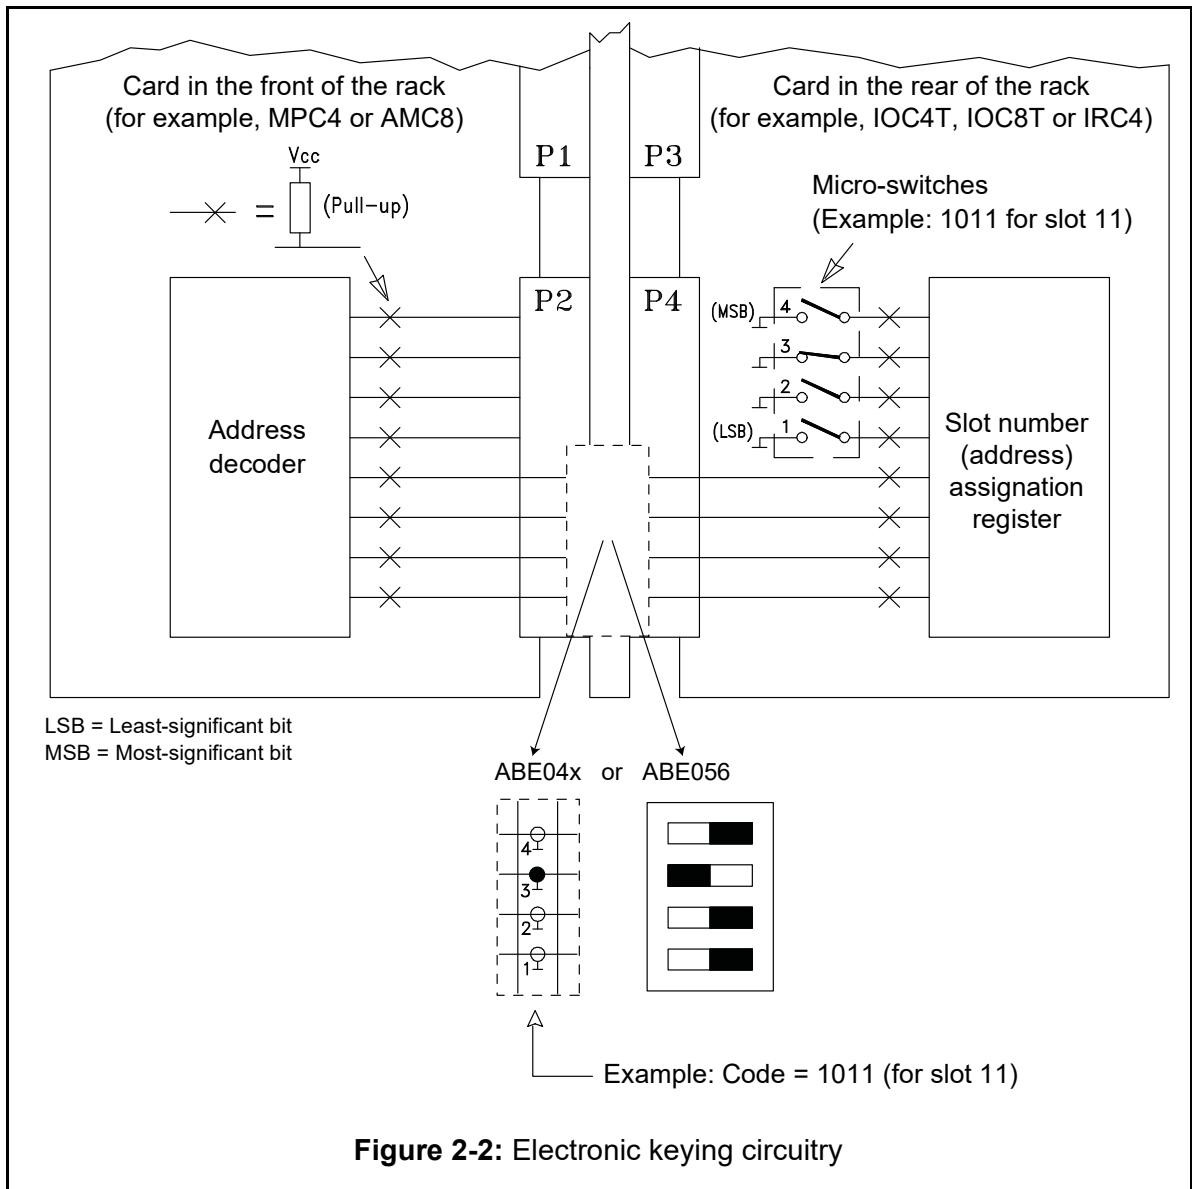 Card in the front of the rack
(for example, MPC4 or AMC8)
Card in the rear of the rack
(for example, IOC4T, IOC8T or IRC4)
Vcc
=
(Pull-up)
P1
P3
Micro-switches
(Example: 1011 for slot 11)
P2
P4
(MSB)
4
3
2
(LSB)
1
Address
decoder
Slot number
(address)
assignation
register
LSB = Least-significant bit
MSB = Most-significant bit
ABE04x or ABE056
4
3
2
1
Example: Code = 1011 (for slot 11)
Figure 2-2: Electronic keying circuitry